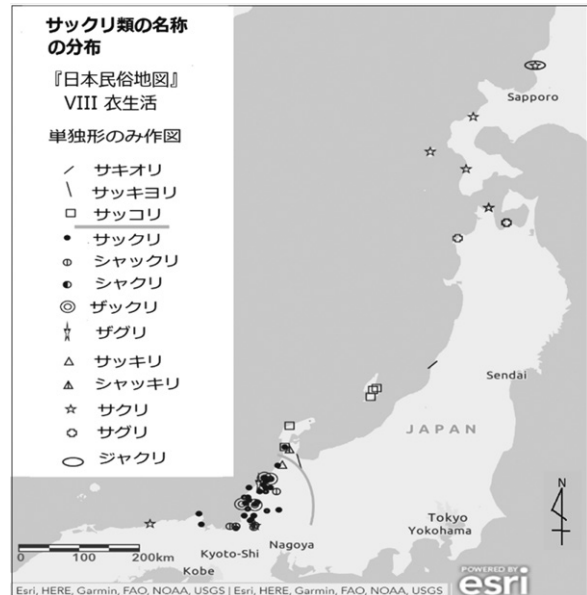 サックリ類の名称
の分布
『日本民俗地図』
VIII 衣生活
単独形のみ作図
サキオリ
サッキヨリ
サッコリ
サックリ
シャックリ
シャクリ
ザックリ
ザグリ
サッキリ
シャッキリ
サクリ
サグリ
ジャクリ
Sapporo
Sendai
JAPAN
N
Tokyo
Yokohama
Nagoya
Kyoto-Shi
Kobe
0 100 200km
POWERED BY
esri
Esri, HERE, Garmin, FAO, NOAA, USGS | Esri, HERE, Garmin, FAO, NOAA, USGS